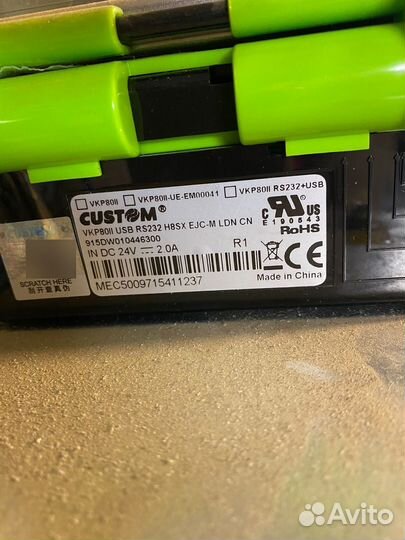 VKP80II VKP80II-UE-EM00041 VKP80II RS232+USB
CUSTOM®
VKP80II USB RS232 H8SX EJC-M LDN CN
915DW010446300
IN DC 24V ⎓ 2.0A
R1
MEC5009715411237
C US
E190543
RoHS
CE
Made in China
SCRATCH HERE
刮开查真伪
Avito